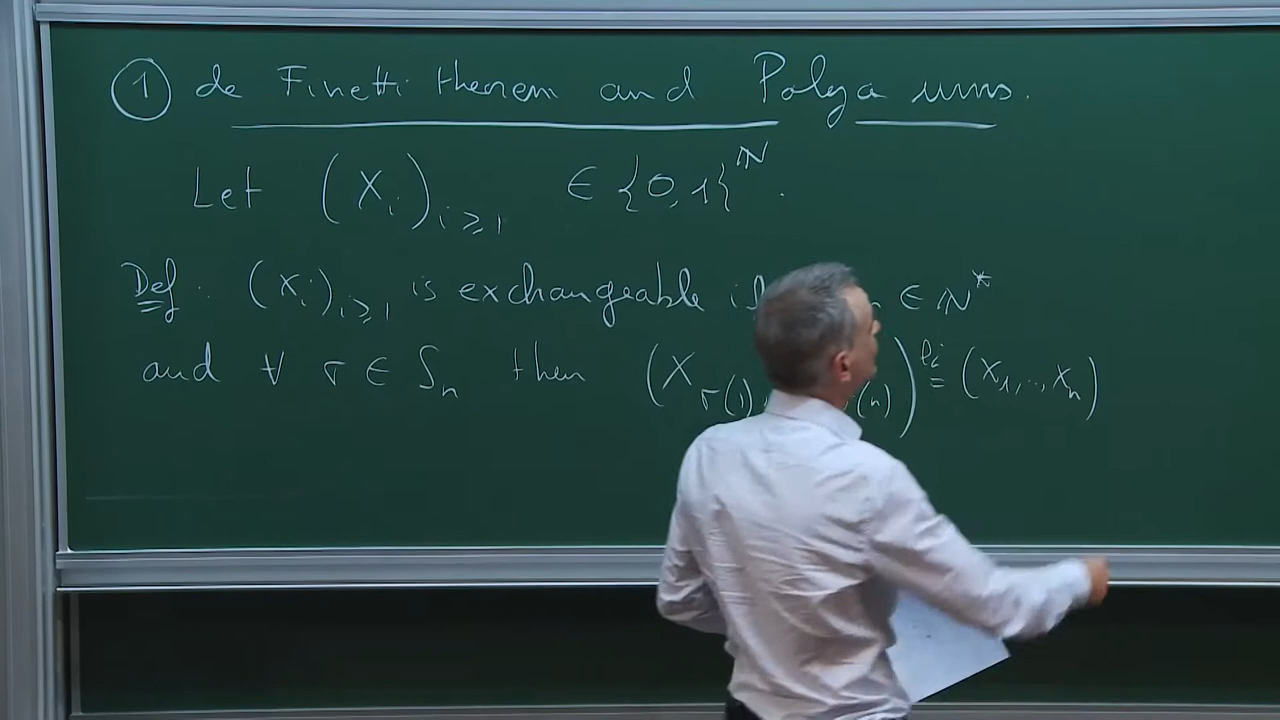 ① de Finetti theorem and Polya urns.
Let (X_i)_{i≥1} ∈ {0,1}^ℕ.
Def: (X_i)_{i≥1} is exchangeable ∈ ℕ*
and ∀ σ ∈ S_n then (X_{σ(1)} (n)) = (X_1,..,X_n)